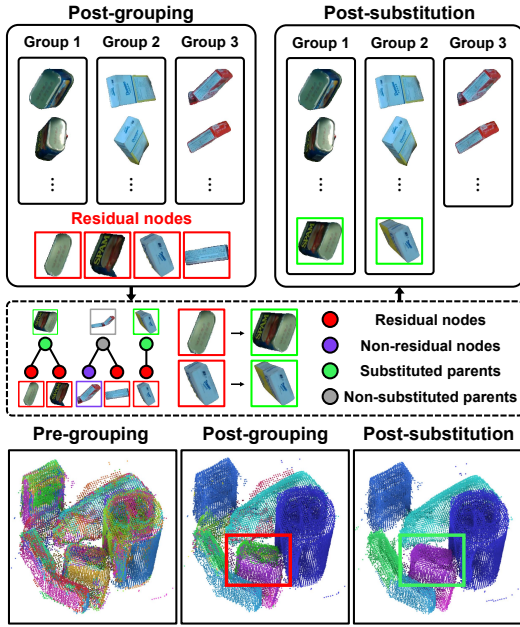 Post-grouping
Post-substitution
Group 1 Group 2 Group 3
Group 1 Group 2 Group 3
Residual nodes
SPAM
Residual nodes
Non-residual nodes
Substituted parents
Non-substituted parents
Pre-grouping
Post-grouping
Post-substitution